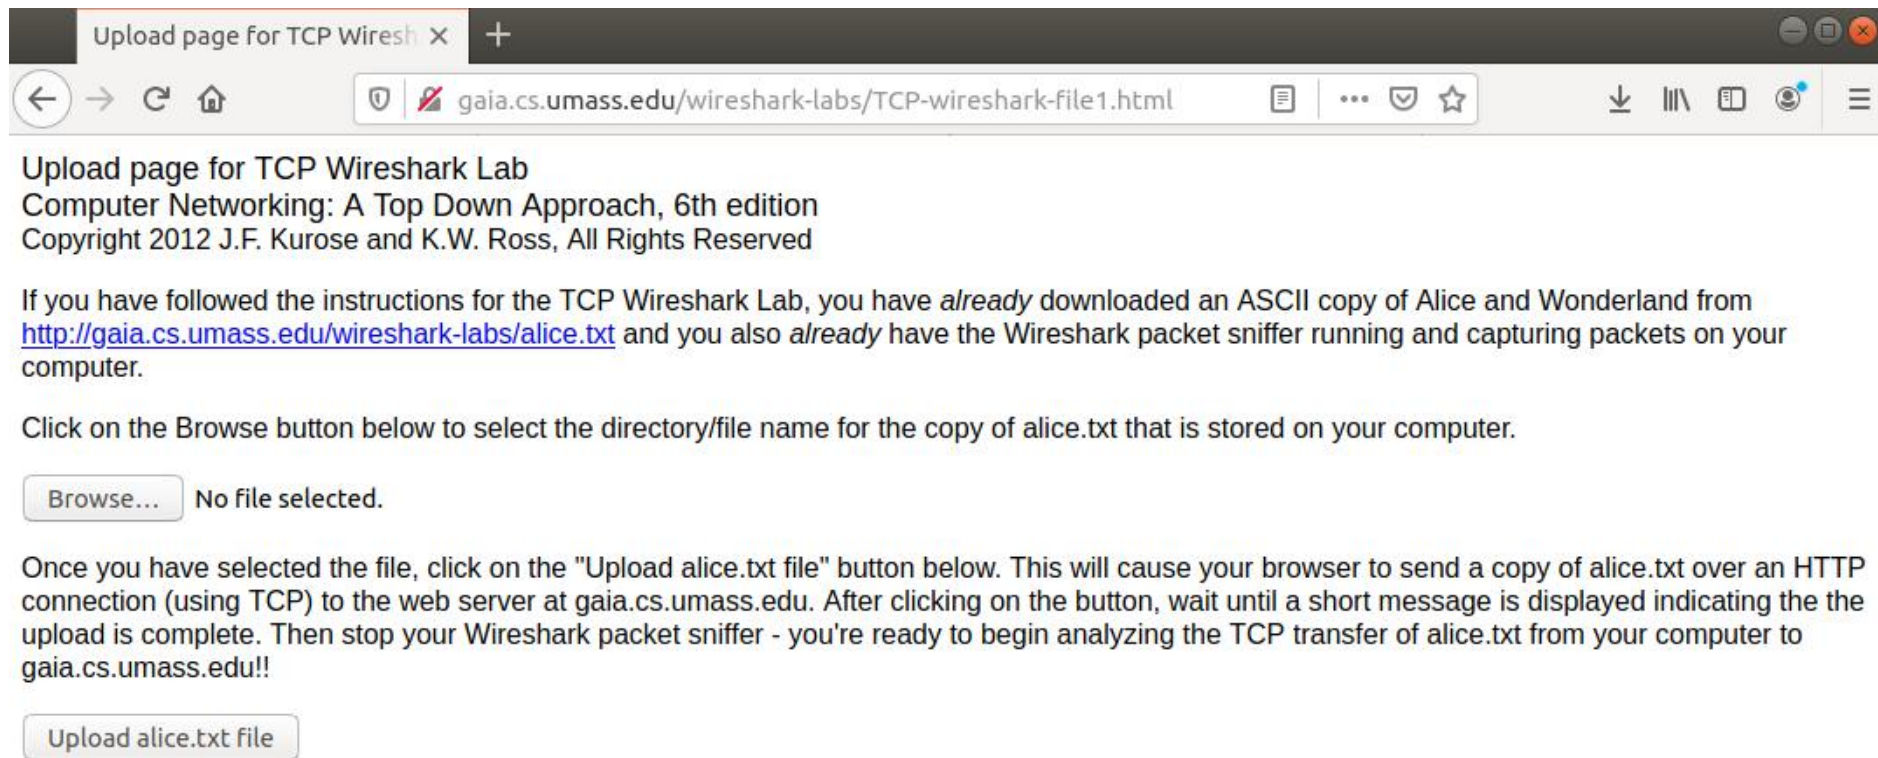 Upload page for TCP Wiresh
gaia.cs.umass.edu/wireshark-labs/TCP-wireshark-file1.html
Upload page for TCP Wireshark Lab
Computer Networking: A Top Down Approach, 6th edition
Copyright 2012 J.F. Kurose and K.W. Ross, All Rights Reserved
If you have followed the instructions for the TCP Wireshark Lab, you have already downloaded an ASCII copy of Alice and Wonderland from
http://gaia.cs.umass.edu/wireshark-labs/alice.txt and you also already have the Wireshark packet sniffer running and capturing packets on your
computer.
Click on the Browse button below to select the directory/file name for the copy of alice.txt that is stored on your computer.
Browse... No file selected.
Once you have selected the file, click on the "Upload alice.txt file" button below. This will cause your browser to send a copy of alice.txt over an HTTP
connection (using TCP) to the web server at gaia.cs.umass.edu. After clicking on the button, wait until a short message is displayed indicating the the
upload is complete. Then stop your Wireshark packet sniffer - you're ready to begin analyzing the TCP transfer of alice.txt from your computer to
gaia.cs.umass.edu!!
Upload alice.txt file